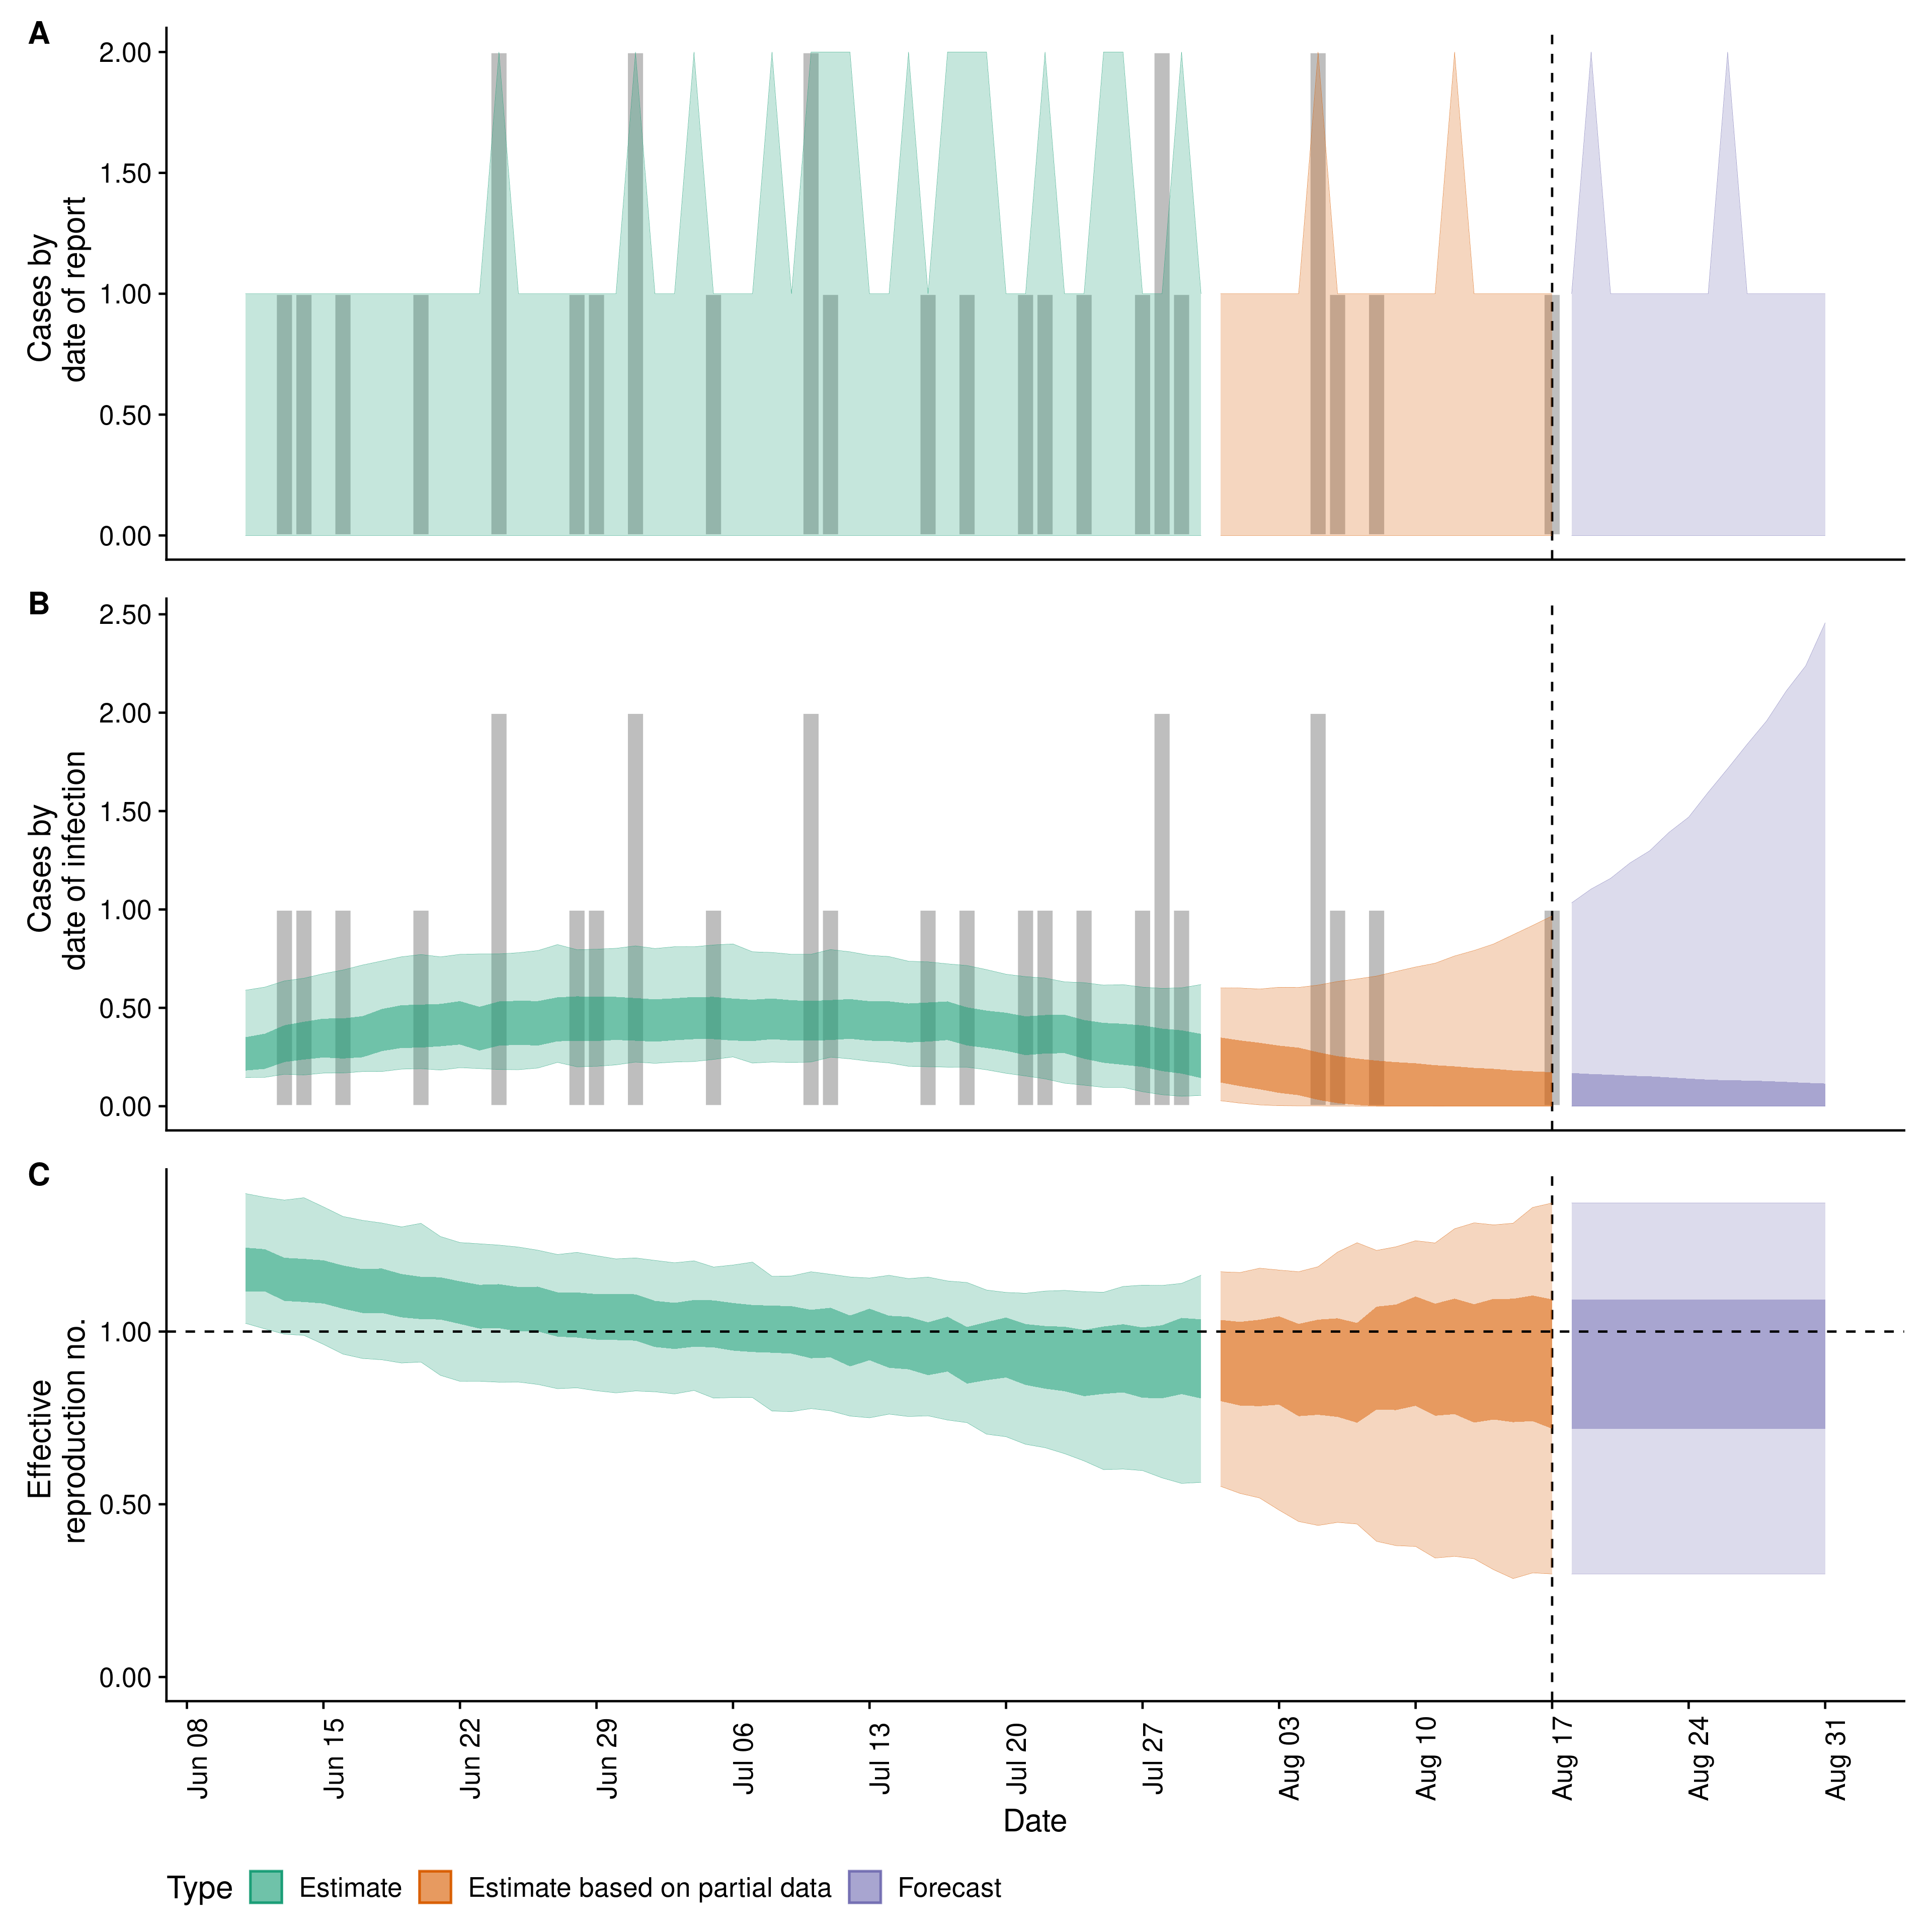 A
2.00
1.50
1.00
0.50
0.00
Cases by
date of report
B
2.50
2.00
1.50
1.00
0.50
0.00
Cases by
date of infection
C
1.00
0.50
0.00
Effective
reproduction no.
Jun 08
Jun 15
Jun 22
Jun 29
Jul 06
Jul 13
Jul 20
Jul 27
Aug 03
Aug 10
Aug 17
Aug 24
Aug 31
Date
Type Estimate Estimate based on partial data Forecast